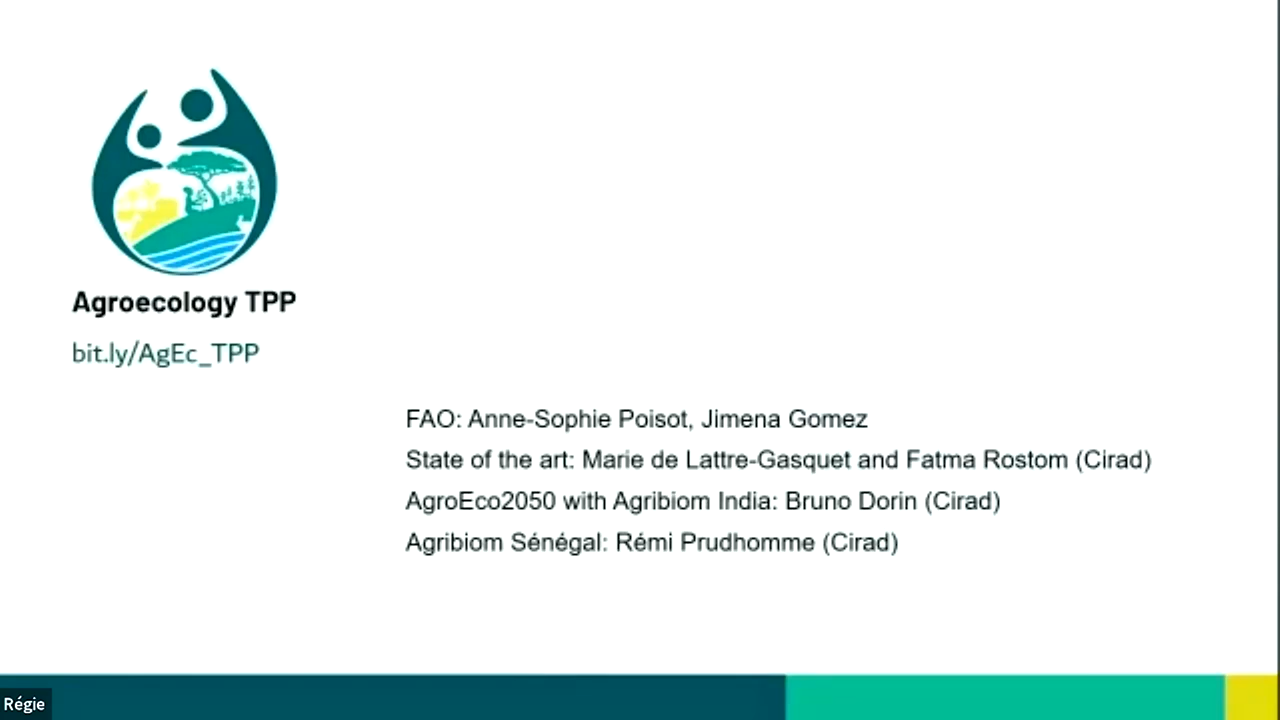 Agroecology TPP
bit.ly/AgEc_TPP
FAO: Anne-Sophie Poisot, Jimena Gomez
State of the art: Marie de Lattre-Gasquet and Fatma Rostom (Cirad)
AgroEco2050 with Agribiom India: Bruno Dorin (Cirad)
Agribiom Sénégal: Rémi Prudhomme (Cirad)
Régie